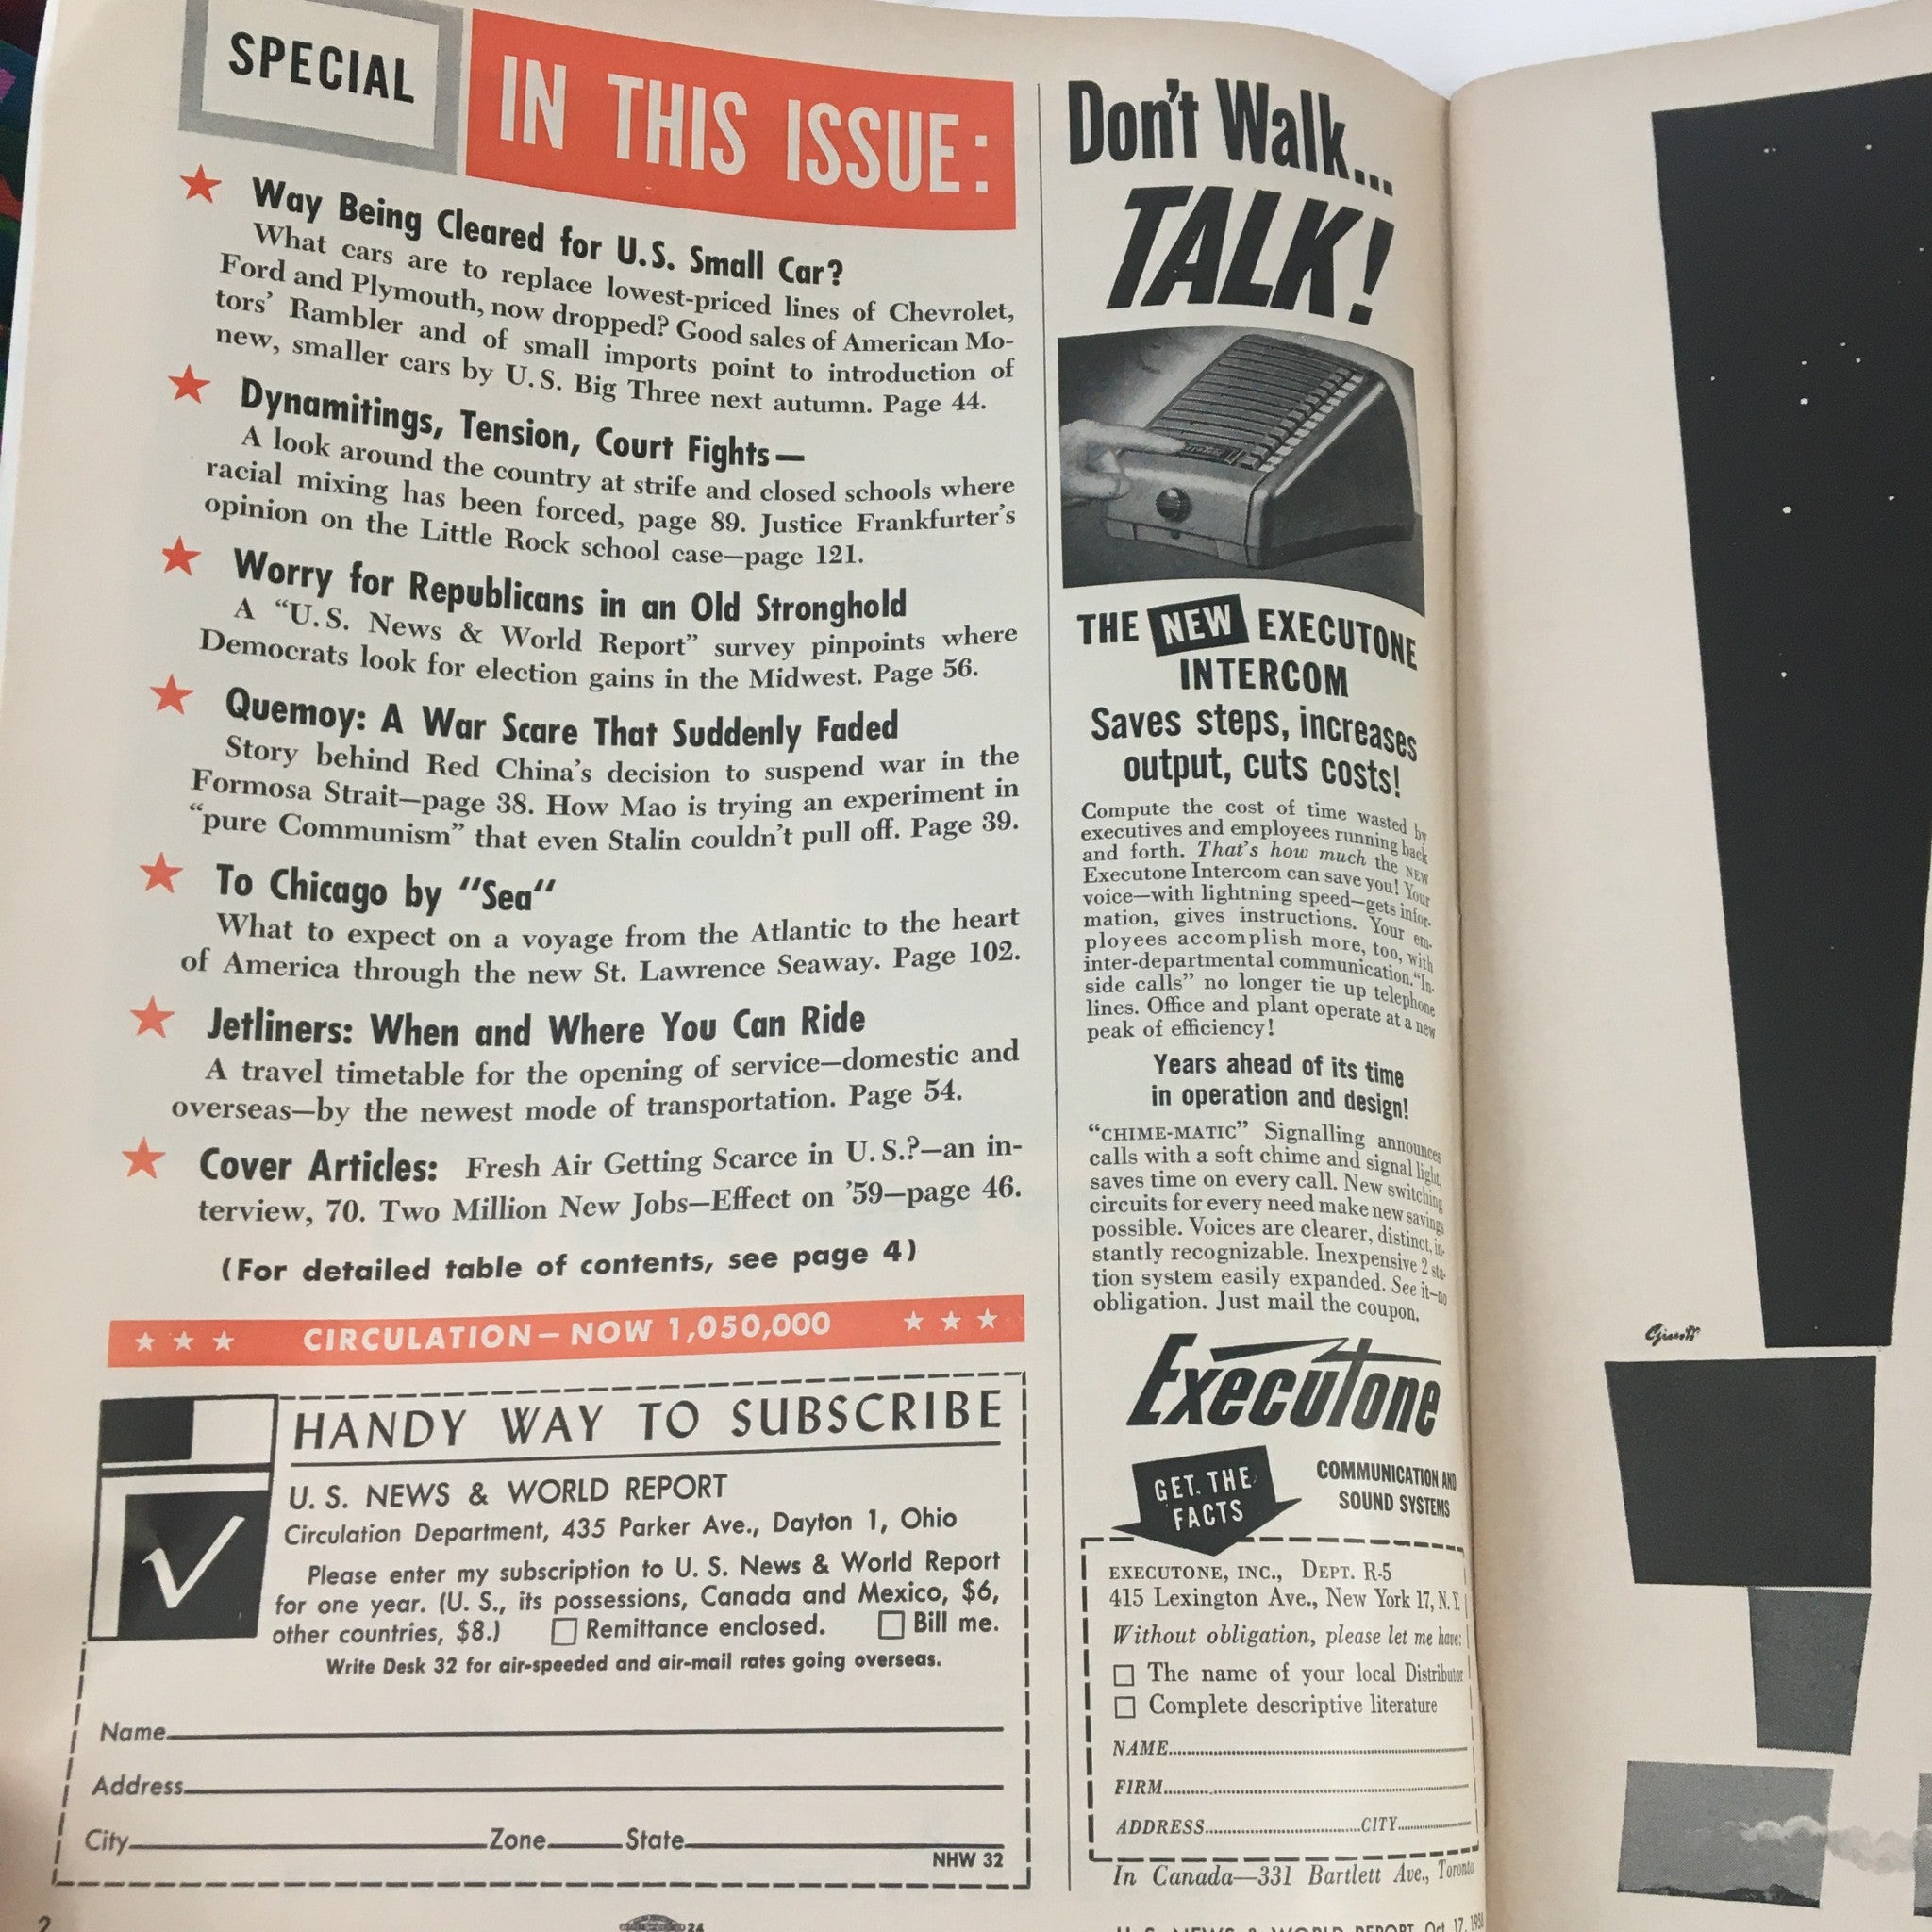 SPECIAL
IN THIS ISSUE:
Way Being Cleared for U.S. Small Car?
What cars are to replace lowest-priced lines of Chevrolet,
Ford and Plymouth, now dropped? Good sales of American Mo-
tors’ Rambler and of small imports point to introduction of
new, smaller cars by U.S. Big Three next autumn. Page 44.
Dynamitings, Tension, Court Fights—
A look around the country at strife and closed schools where
racial mixing has been forced, page 89. Justice Frankfurter’s
opinion on the Little Rock school case—page 121.
Worry for Republicans in an Old Stronghold
A “U.S. News & World Report” survey pinpoints where
Democrats look for election gains in the Midwest. Page 56.
Quemoy: A War Scare That Suddenly Faded
Story behind Red China’s decision to suspend war in the
Formosa Strait—page 38. How Mao is trying an experiment in
“pure Communism” that even Stalin couldn’t pull off. Page 39.
To Chicago by “Sea“
What to expect on a voyage from the Atlantic to the heart
of America through the new St. Lawrence Seaway. Page 102.
Jetliners: When and Where You Can Ride
A travel timetable for the opening of service—domestic and
overseas—by the newest mode of transportation. Page 54.
Cover Articles: Fresh Air Getting Scarce in U.S.?—an in-
terview, 70. Two Million New Jobs—Effect on ’59—page 46.
(For detailed table of contents, see page 4)
CIRCULATION—NOW 1,050,000
HANDY WAY TO SUBSCRIBE
U. S. NEWS & WORLD REPORT
Circulation Department, 435 Parker Ave., Dayton 1, Ohio
Please enter my subscription to U. S. News & World Report
for one year. (U. S., its possessions, Canada and Mexico, $6,
other countries, $8.) Remittance enclosed. Bill me.
Write Desk 32 for air-speeded and air-mail rates going overseas.
Name
Address
City Zone State
NHW 32
2
24
Don't Walk...
TALK!
THE NEW EXECUTONE
INTERCOM
Saves steps, increases
output, cuts costs!
Compute the cost of time wasted by
executives and employees running back
and forth. That's how much the NEW
Executone Intercom can save you! Your
voice—with lightning speed—gets infor-
mation, gives instructions. Your em-
ployees accomplish more, too, with
inter-departmental communication. “In-
side calls” no longer tie up telephone
lines. Office and plant operate at a new
peak of efficiency!
Years ahead of its time
in operation and design!
“CHIME-MATIC” Signalling announces
calls with a soft chime and signal light,
saves time on every call. New switching
circuits for every need make new savings
possible. Voices are clearer, distinct, in-
stantly recognizable. Inexpensive 2 sta-
tion system easily expanded. See it—no
obligation. Just mail the coupon.
Executone
GET THE
FACTS
COMMUNICATION AND
SOUND SYSTEMS
EXECUTONE, INC., DEPT. R-5
415 Lexington Ave., New York 17, N.Y.
Without obligation, please let me have:
The name of your local Distributor
Complete descriptive literature
NAME
FIRM
ADDRESS CITY
In Canada—331 Bartlett Ave., Toronto
U. S. NEWS & WORLD REPORT, Oct. 17, 1958